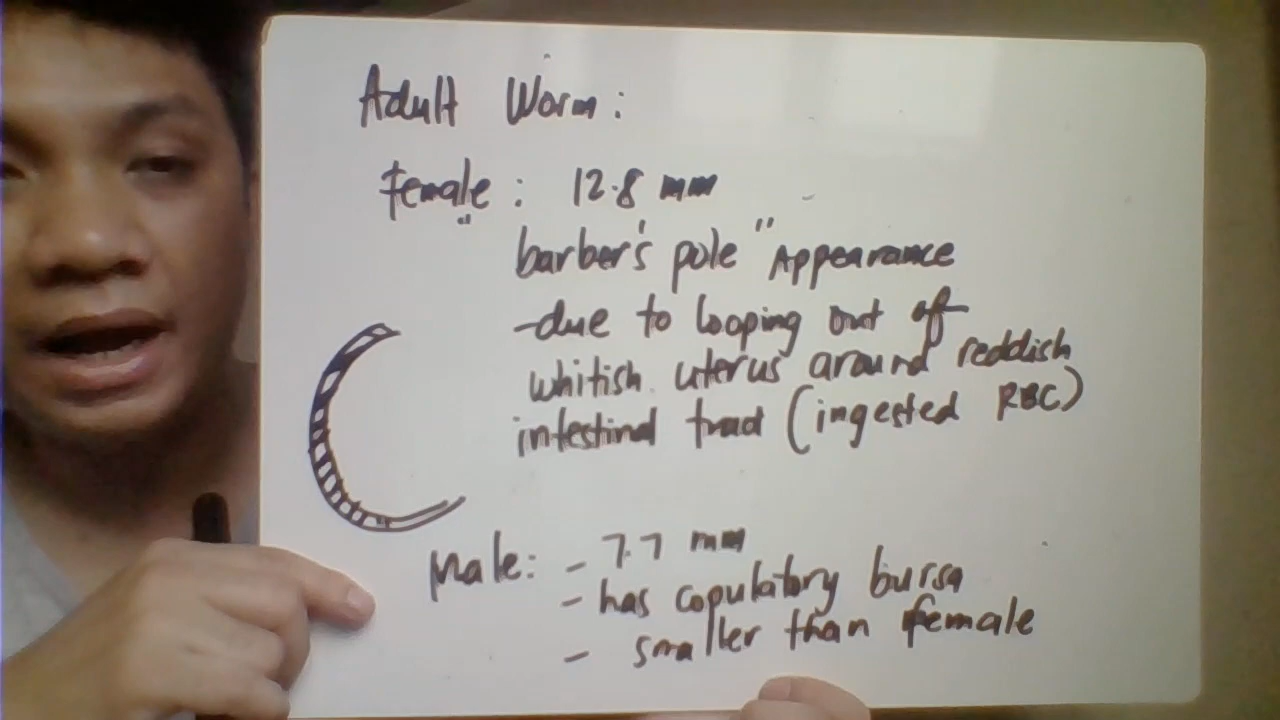 Adult Worm:
Female: 12.8 mm
"barber's pole" Appearance
-due to looping out of
whitish uterus around reddish
intestinal tract (ingested RBC)
Male: - 7.7 mm
- has copulatory bursa
- smaller than female